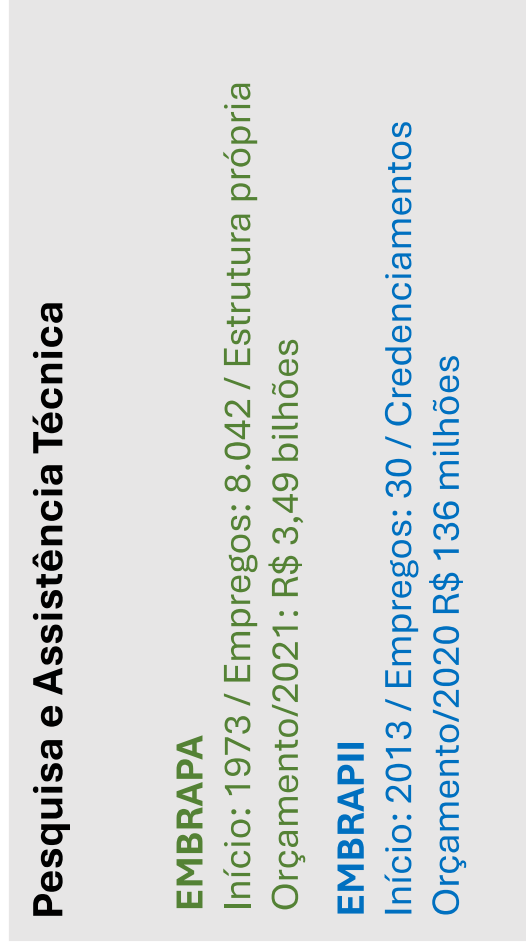 Pesquisa e Assistência Técnica
EMBRAPA
Início: 1973 / Empregos: 8.042 / Estrutura própria
Orçamento/2021: R$ 3,49 bilhões
EMBRAPII
Início: 2013 / Empregos: 30 / Credenciamentos
Orçamento/2020 R$ 136 milhões